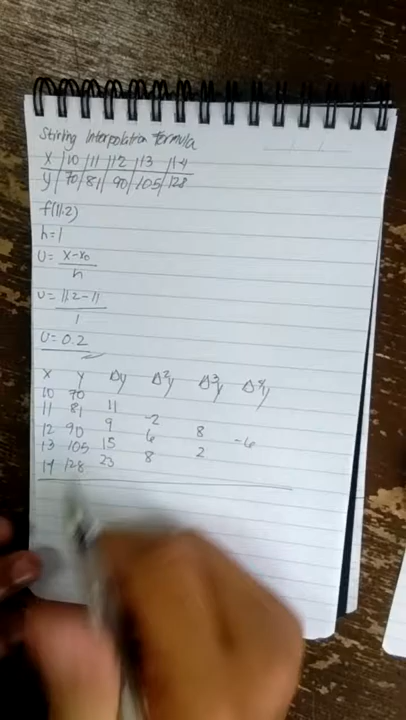 Stirling Interpolation Formula
X | 10 | 11 | 12 | 13 | 14
y | 70 | 81 | 90 | 105 | 128
f(11.2)
h=1
U = x-x₀ / h
U = 11.2-11 / 1
U = 0.2
X y Δy Δ²y Δ³y Δ⁴y
10 70
11 81 11 -2
12 90 9 6 8 -6
13 105 15 8 2
14 128 23